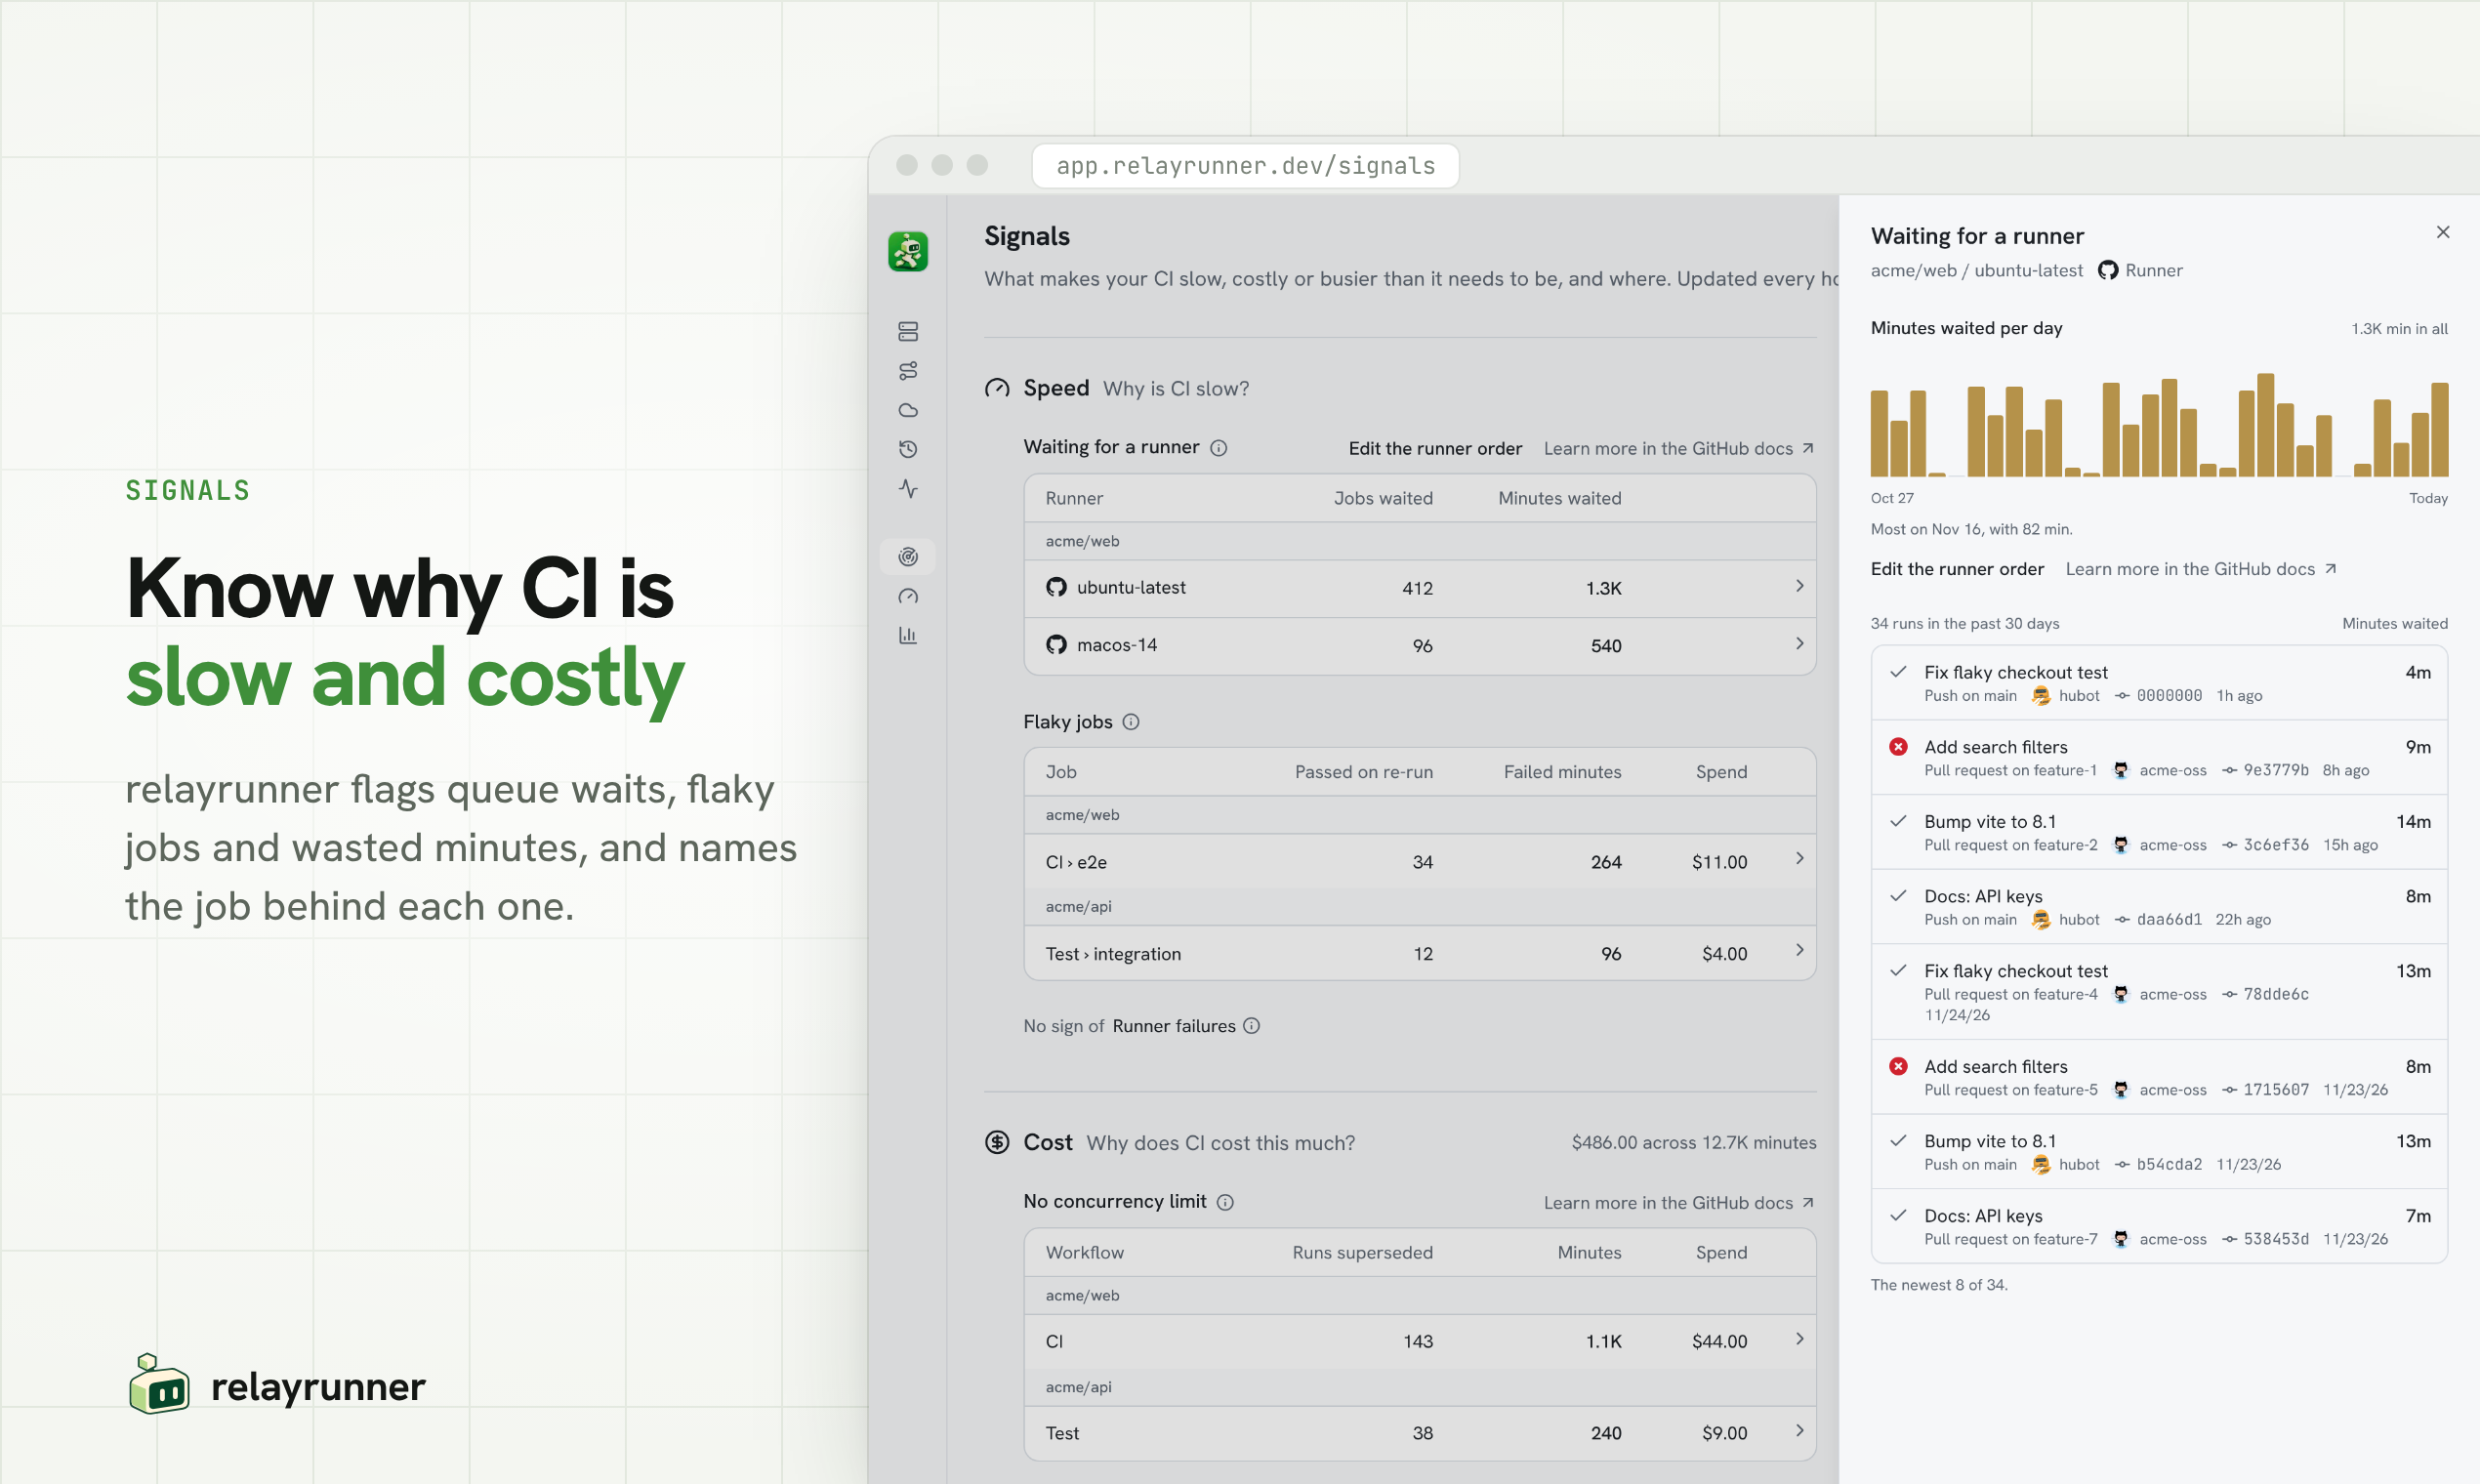 SIGNALS
Know why CI is
slow and costly
relayrunner flags queue waits, flaky
jobs and wasted minutes, and names
the job behind each one.
relayrunner
app.relayrunner.dev/signals
Signals
What makes your CI slow, costly or busier than it needs to be, and where. Updated every
Speed Why is CI slow?
Waiting for a runner Edit the runner order Learn more in the GitHub docs
Runner Jobs waited Minutes waited
acme/web
ubuntu-latest 412 1.3K
macos-14 96 540
Flaky jobs
Job Passed on re-run Failed minutes Spend
acme/web
CI › e2e 34 264 $11.00
acme/api
Test › integration 12 96 $4.00
No sign of Runner failures
Cost Why does CI cost this much? $486.00 across 12.7K minutes
No concurrency limit Learn more in the GitHub docs
Workflow Runs superseded Minutes Spend
acme/web
CI 143 1.1K $44.00
acme/api
Test 38 240 $9.00
Waiting for a runner
acme/web / ubuntu-latest Runner
Minutes waited per day 1.3K min in all
Oct 27 Today
Most on Nov 16, with 82 min.
Edit the runner order Learn more in the GitHub docs
34 runs in the past 30 days Minutes waited
Fix flaky checkout test 4m
Push on main hubot 0000000 1h ago
Add search filters 9m
Pull request on feature-1 acme-oss 9e3779b 8h ago
Bump vite to 8.1 14m
Pull request on feature-2 acme-oss 3c6ef36 15h ago
Docs: API keys 8m
Push on main hubot daa66d1 22h ago
Fix flaky checkout test 13m
Pull request on feature-4 acme-oss 78dde6c
11/24/26
Add search filters 8m
Pull request on feature-5 acme-oss 1715607 11/23/26
Bump vite to 8.1 13m
Push on main hubot b54cda2 11/23/26
Docs: API keys 7m
Pull request on feature-7 acme-oss 538453d 11/23/26
The newest 8 of 34.